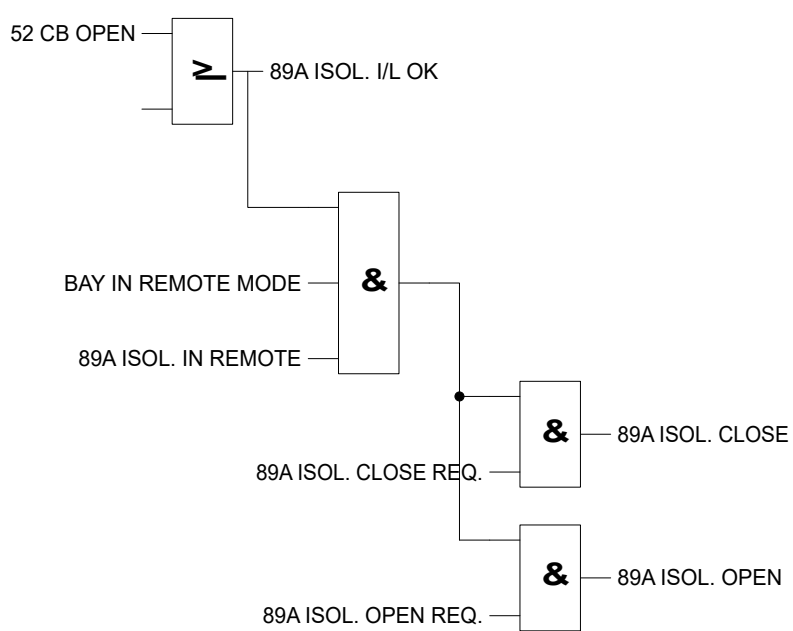 52 CB OPEN
≥
89A ISOL. I/L OK
BAY IN REMOTE MODE
&
89A ISOL. IN REMOTE
&
89A ISOL. CLOSE
89A ISOL. CLOSE REQ.
&
89A ISOL. OPEN
89A ISOL. OPEN REQ.